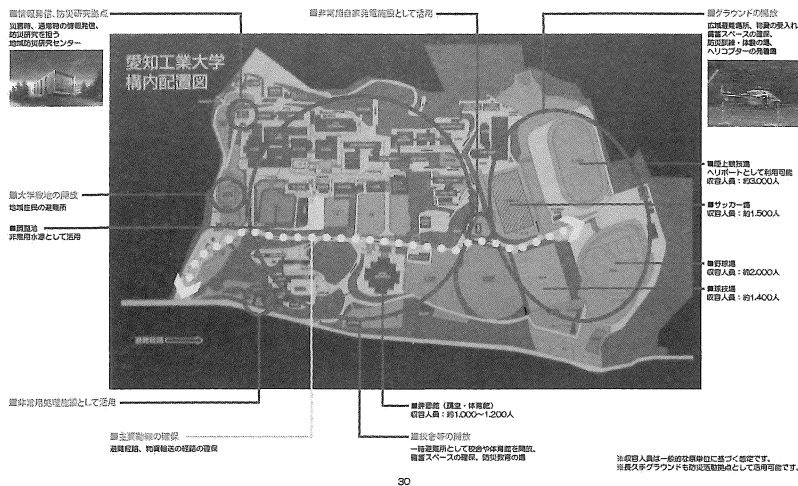 ■情報発信、防災研究拠点
災害時、通常時の情報発信、
防災研究を担う
地域防災研究センター
■非常用自家発電施設として活用
■グラウンドの開放
広域避難場所、物資の受入れ
備蓄スペースの確保、
防災訓練・体験の場、
ヘリコプターの発着場
愛知工業大学
構内配置図
■陸上競技場
ヘリポートとして利用可能
収容人員：約3,000人
■大学敷地の開放
地域住民の避難所
■サッカー場
収容人員：約1,500人
■調整池
非常用水源として活用
■野球場
収容人員：約2,000人
■球技場
収容人員：約1,400人
避難経路
■非常用処理施設として活用
■鉀徳館（講堂・体育館）
収容人員：約1,000～1,200人
■主要動線の確保
避難経路、物資輸送の経路の確保
■校舎等の開放
一時避難所として校舎や体育館を開放、
備蓄スペースの確保、防災教育の場
※収容人員は一般的な原単位に基づく想定です。
※長久手グラウンドも防災活動拠点として活用可能です。
30